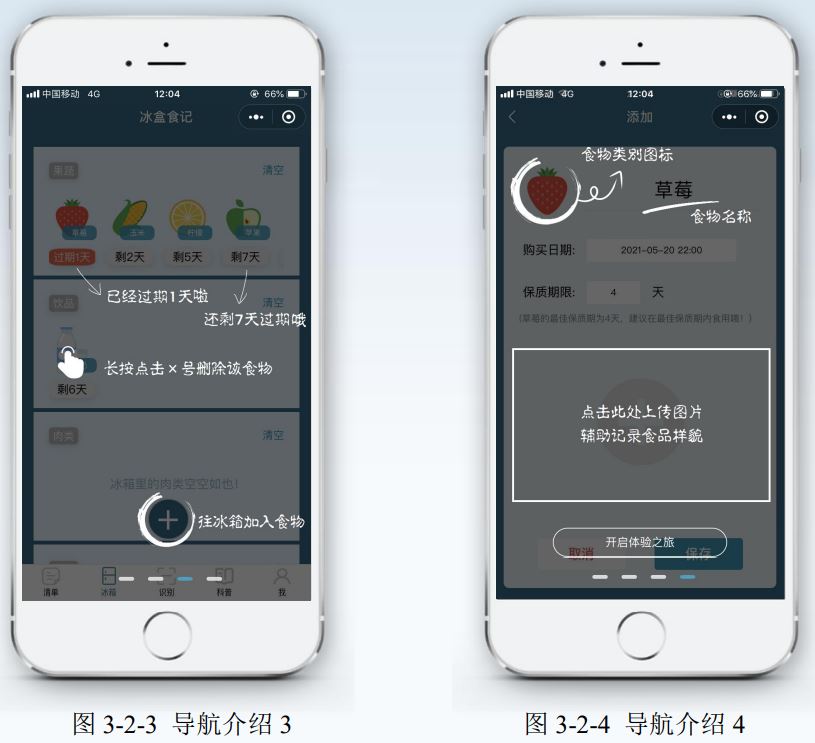 中国移动 4G 12:04 66%
冰盒食记
果蔬 清空
草莓 玉米 柠檬 苹果
过期1天 剩2天 剩5天 剩7天
已经过期1天啦
饮品 清空
还剩7天过期哦
长按点击×号删除该食物
剩6天
肉类 清空
冰箱里的肉类空空如也!
往冰箱加入食物
清单 冰箱 识别 科普 我
图 3-2-3 导航介绍 3
中国移动 4G 12:04 66%
添加
食物类别图标
草莓
食物名称
购买日期: 2021-05-20 22:00
保质期限: 4 天
(草莓的最佳保质期为4天，建议在最佳保质期内食用哦！)
点击此处上传图片
辅助记录食品样貌
开启体验之旅
取消 保存
图 3-2-4 导航介绍 4